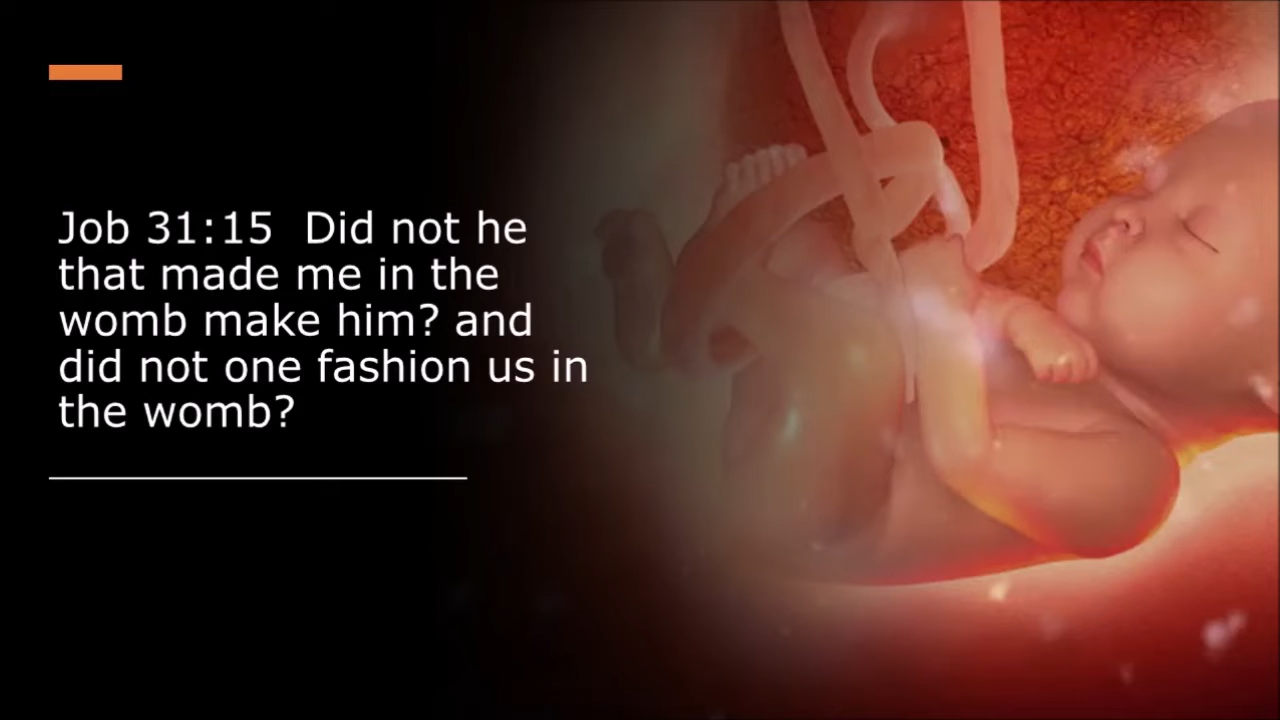 Job 31:15  Did not he
that made me in the
womb make him? and
did not one fashion us in
the womb?